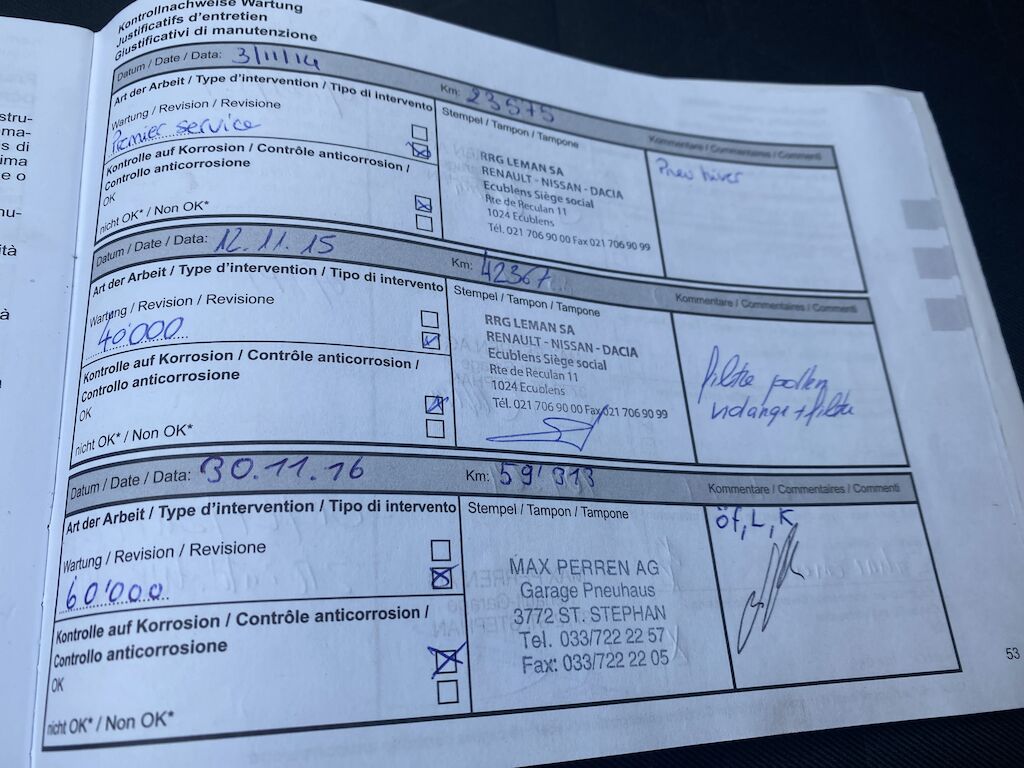 Kontrollnachweise Wartung
Justificatifs d'entretien
Giustificativi di manutenzione
Datum / Date / Data: 3/11/14
Km: 23575
Art der Arbeit / Type d'intervention / Tipo di intervento
Wartung / Revision / Revisione
Premier service
Kontrolle auf Korrosion / Contrôle anticorrosion /
Controllo anticorrosione
OK
nicht OK* / Non OK*
Stempel / Tampon / Tampone
RRG LEMAN SA
RENAULT - NISSAN - DACIA
Ecublens Siège social
Rte de Reculan 11
1024 Ecublens
Tél. 021 706 90 00 Fax 021 706 90 99
Kommentare / Commentaires / Commenti
Pneu hiver
Datum / Date / Data: 12.11.15
Km: 42367
Art der Arbeit / Type d'intervention / Tipo di intervento
Wartung / Revision / Revisione
40'000
Kontrolle auf Korrosion / Contrôle anticorrosion /
Controllo anticorrosione
OK
nicht OK* / Non OK*
Stempel / Tampon / Tampone
RRG LEMAN SA
RENAULT - NISSAN - DACIA
Ecublens Siège social
Rte de Reculan 11
1024 Ecublens
Tél. 021 706 90 00 Fax 021 706 90 99
Kommentare / Commentaires / Commenti
filtre pollen
vidange + filtre
Datum / Date / Data: 30.11.16
Km: 59'313
Art der Arbeit / Type d'intervention / Tipo di intervento
Wartung / Revision / Revisione
60'000
Kontrolle auf Korrosion / Contrôle anticorrosion /
Controllo anticorrosione
OK
nicht OK* / Non OK*
Stempel / Tampon / Tampone
MAX PERREN AG
Garage Pneuhaus
3772 ST. STEPHAN
Tel. 033/722 22 57
Fax: 033/722 22 05
Kommentare / Commentaires / Commenti
öf, L, K
53